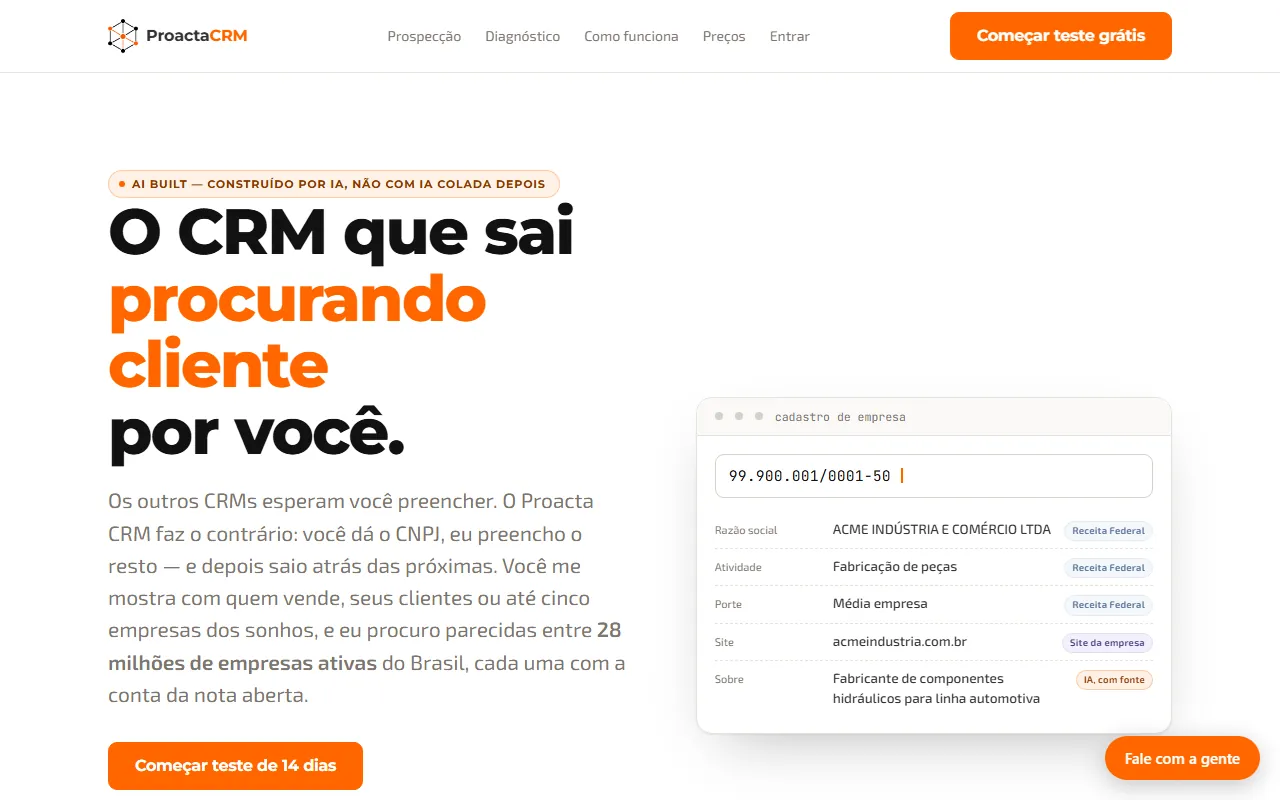 ProactaCRM
Prospecção
Diagnóstico
Como funciona
Preços
Entrar
Começar teste grátis
AI BUILT — CONSTRUÍDO POR IA, NÃO COM IA COLADA DEPOIS
O CRM que sai
procurando
cliente
por você.
Os outros CRMs esperam você preencher. O Proacta
CRM faz o contrário: você dá o CNPJ, eu preencho o
resto — e depois saio atrás das próximas. Você me
mostra com quem vende, seus clientes ou até cinco
empresas dos sonhos, e eu procuro parecidas entre 28
milhões de empresas ativas do Brasil, cada uma com a
conta da nota aberta.
Começar teste de 14 dias
cadastro de empresa
99.900.001/0001-50
Razão social ACME INDÚSTRIA E COMÉRCIO LTDA Receita Federal
Atividade Fabricação de peças Receita Federal
Porte Média empresa Receita Federal
Site acmeindustria.com.br Site da empresa
Sobre Fabricante de componentes IA, com fonte
hidráulicos para linha automotiva
Fale com a gente